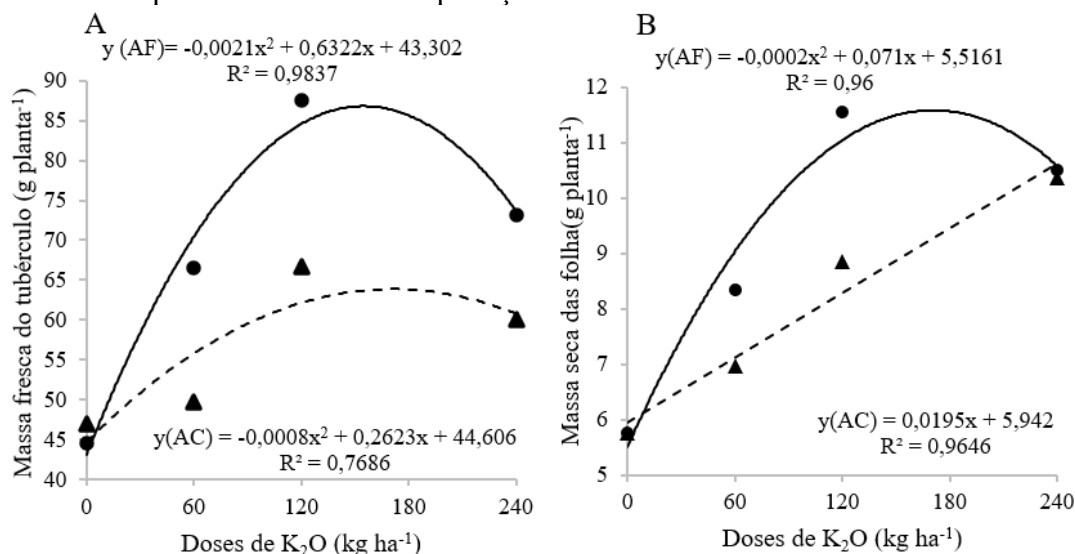 A
y (AF)= -0,0021x² + 0,6322x + 43,302
R² = 0,9837
Massa fresca do tubérculo (g planta⁻¹)
90
85
80
75
70
65
60
55
50
45
40
y(AC) = -0,0008x² + 0,2623x + 44,606
R² = 0,7686
0 60 120 180 240
Doses de K₂O (kg ha⁻¹)
B
y(AF) = -0,0002x² + 0,071x + 5,5161
R² = 0,96
Massa seca das folha(g planta⁻¹)
12
11
10
9
8
7
6
5
y(AC) = 0,0195x + 5,942
R² = 0,9646
0 60 120 180 240
Doses de K₂O (kg ha⁻¹)